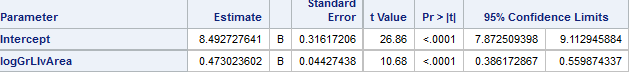 Standard
Parameter Estimate Error t Value Pr > |t| 95% Confidence Limits
Intercept 8.492727641 B 0.31617206 26.86 <.0001 7.872509398 9.112945884
logGrLIvArea 0.473023602 B 0.04427438 10.68 <.0001 0.386172867 0.559874337